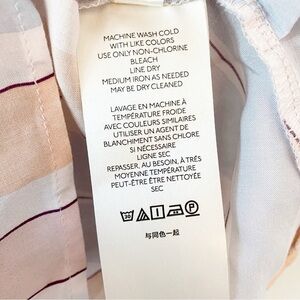 MACHINE WASH COLD
WITH LIKE COLORS
USE ONLY NON-CHLORINE
BLEACH
LINE DRY
MEDIUM IRON AS NEEDED
MAY BE DRY CLEANED
LAVAGE EN MACHINE À
TEMPÉRATURE FROIDE
AVEC COULEURS SIMILAIRES
UTILISER UN AGENT DE
BLANCHIMENT SANS CHLORE
SI NÉCESSAIRE
LIGNE SEC
REPASSER, AU BESOIN, À TRÉS
MOYENNE TEMPÉRATURE
PEUT-ÊTRE ÊTRE NETTOYÉE
SEC
与同色一起